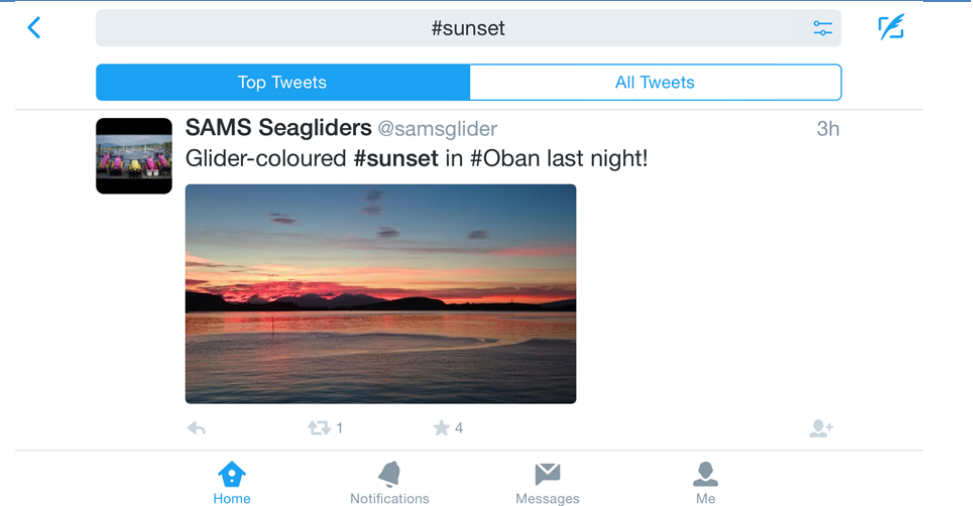 #sunset
Top Tweets
All Tweets
SAMS Seagliders @samsglider 3h
Glider-coloured #sunset in #Oban last night!
1
4
Home
Notifications
Messages
Me